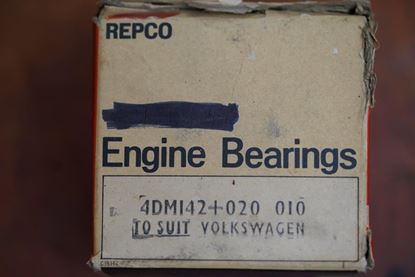 REPCO
Engine Bearings
4DM142+020 010
TO SUIT VOLKSWAGEN